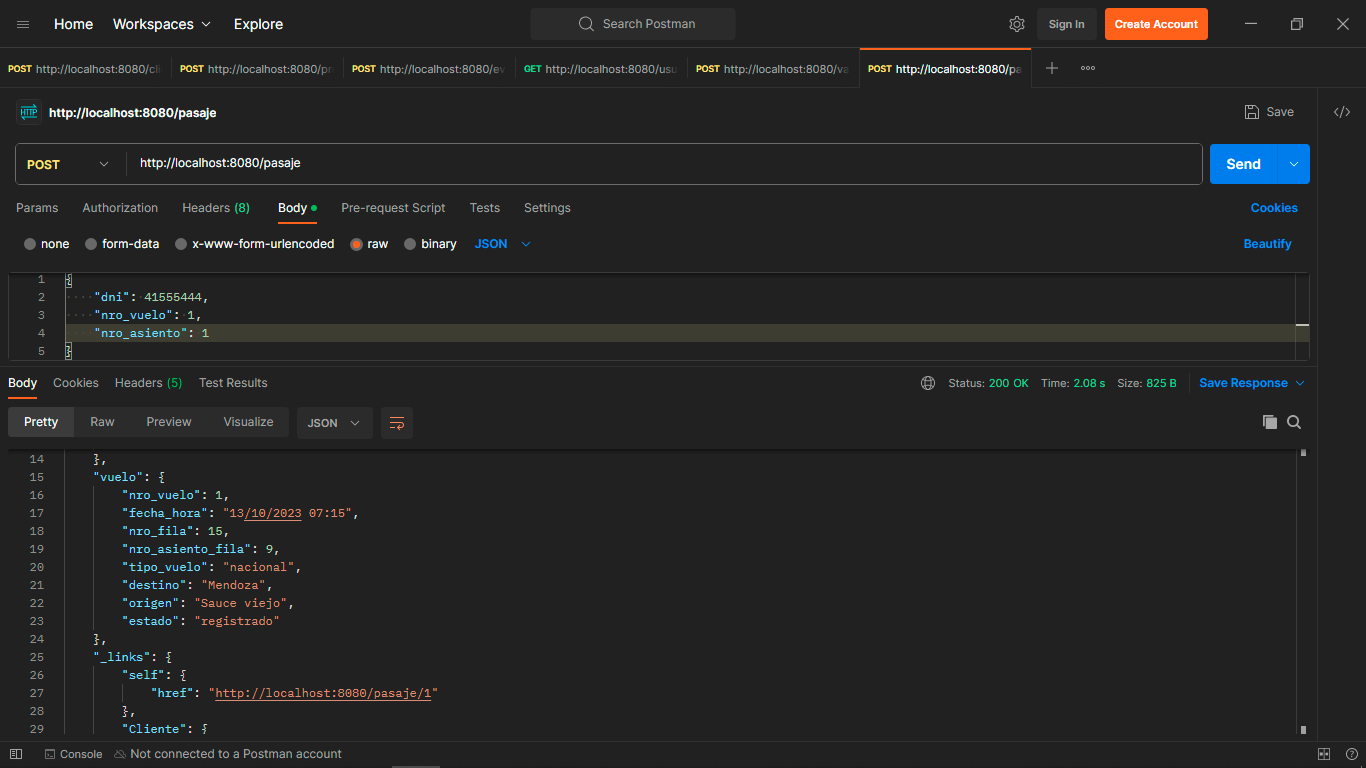 Home Workspaces Explore Search Postman Sign In Create Account
POST http://localhost:8080/cli POST http://localhost:8080/pr POST http://localhost:8080/ev GET http://localhost:8080/usu POST http://localhost:8080/va POST http://localhost:8080/pa
HTTP http://localhost:8080/pasaje Save </>
POST http://localhost:8080/pasaje Send
Params Authorization Headers (8) Body Pre-request Script Tests Settings Cookies
none form-data x-www-form-urlencoded raw binary JSON Beautify
1 {
2 "dni": 41555444,
3 "nro_vuelo": 1,
4 "nro_asiento": 1
5 }
Body Cookies Headers (5) Test Results Status: 200 OK Time: 2.08 s Size: 825 B Save Response
Pretty Raw Preview Visualize JSON
14 },
15 "vuelo": {
16 "nro_vuelo": 1,
17 "fecha_hora": "13/10/2023 07:15",
18 "nro_fila": 15,
19 "nro_asiento_fila": 9,
20 "tipo_vuelo": "nacional",
21 "destino": "Mendoza",
22 "origen": "Sauce viejo",
23 "estado": "registrado"
24 },
25 "_links": {
26 "self": {
27 "href": "http://localhost:8080/pasaje/1"
28 },
29 "Cliente": {
Console Not connected to a Postman account